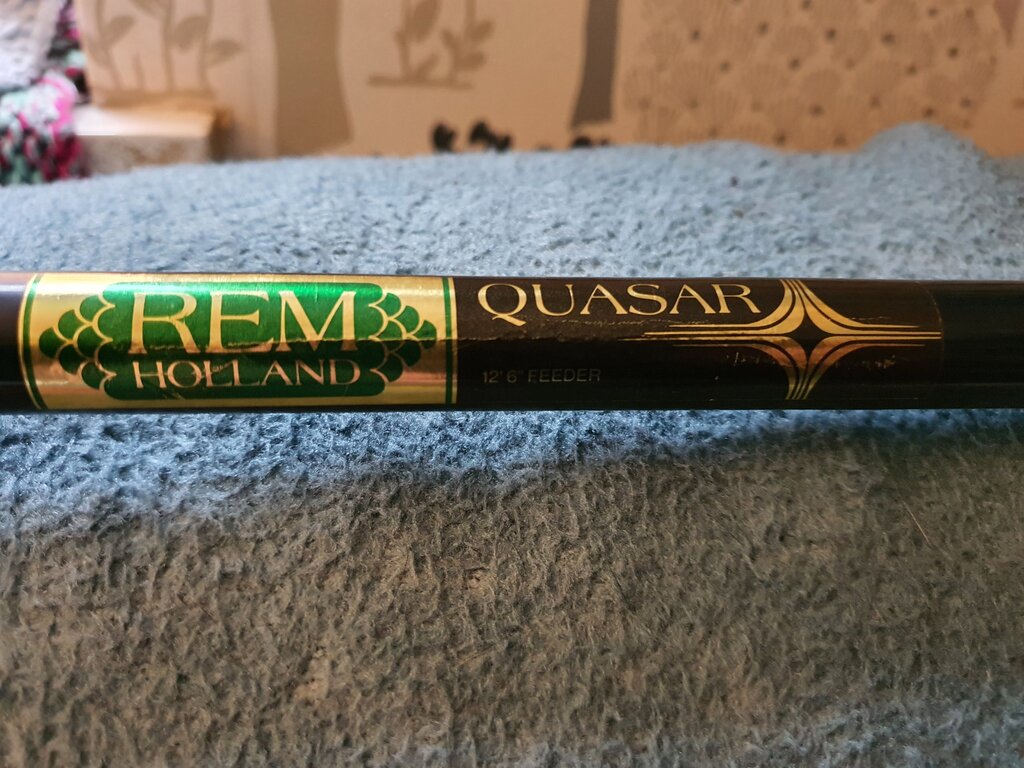 REM
HOLLAND
QUASAR
12' 6" FEEDER